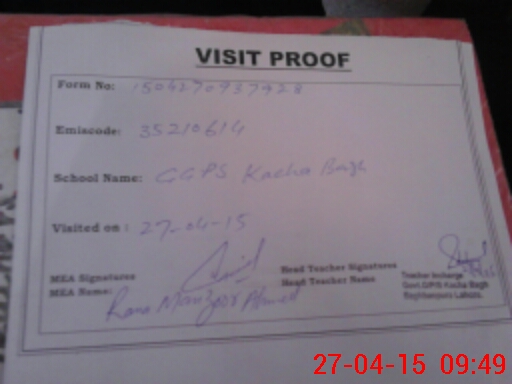 VISIT PROOF
Form No: 1504270937428
Emiscode: 35210614
School Name: GGPS Kacha Bagh
Visited on : 27-04-15
MEA Signatures
Head Teacher Signatures
MEA Name: Rana Manzoor Ahmed
Head Teacher Name
Teacher Incharge
Govt.GPS Kacha Bagh
Baghbanpura Lahore.
27-04-15 09:49